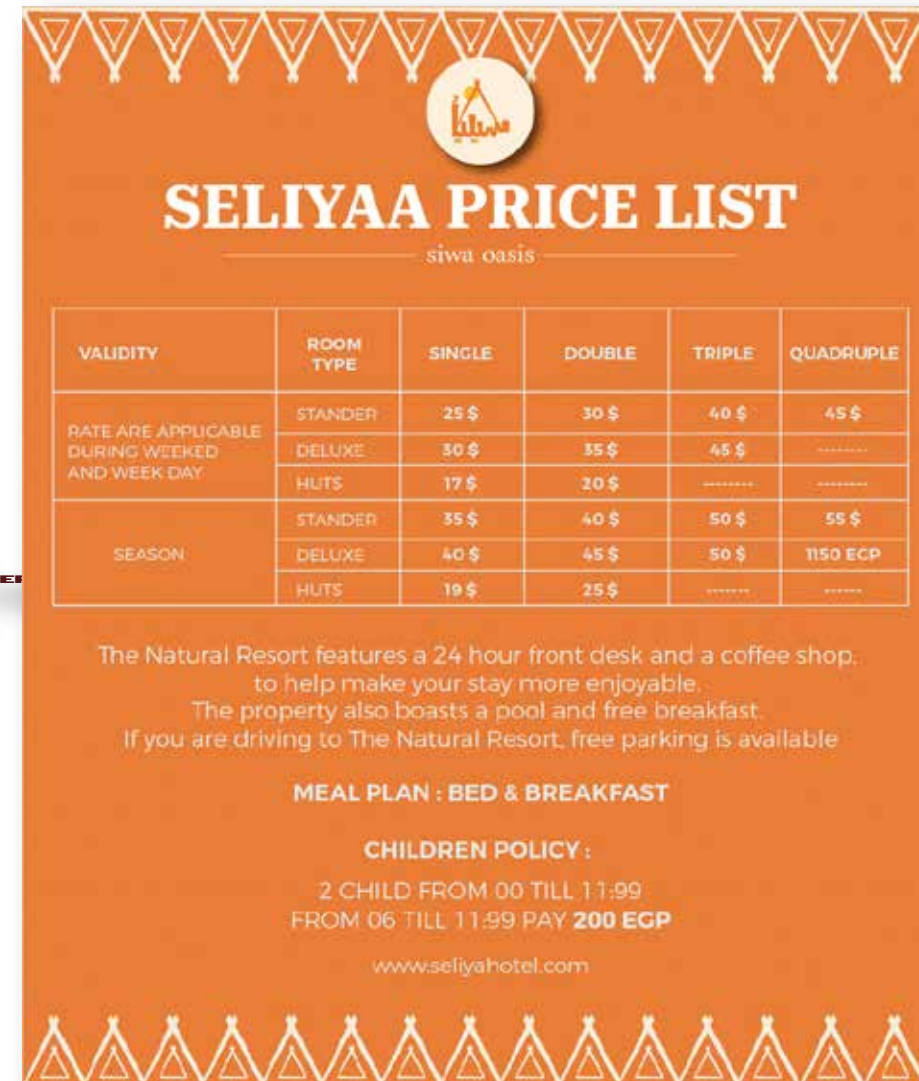 سيليا
SELIYAA PRICE LIST
siwa oasis
VALIDITY ROOM TYPE SINGLE DOUBLE TRIPLE QUADRUPLE
RATE ARE APPLICABLE DURING WEEKED AND WEEK DAY
STANDER 25 $ 30 $ 40 $ 45 $
DELUXE 30 $ 35 $ 45 $ --------
HUTS 17 $ 20 $ -------- --------
SEASON
STANDER 35 $ 40 $ 50 $ 55 $
DELUXE 40 $ 45 $ 50 $ 1150 EGP
HUTS 19 $ 25 $ ------- ------
The Natural Resort features a 24 hour front desk and a coffee shop,
to help make your stay more enjoyable.
The property also boasts a pool and free breakfast.
If you are driving to The Natural Resort, free parking is available
MEAL PLAN : BED & BREAKFAST
CHILDREN POLICY :
2 CHILD FROM 00 TILL 11:99
FROM 06 TILL 11:99 PAY 200 EGP
www.seliyahotel.com